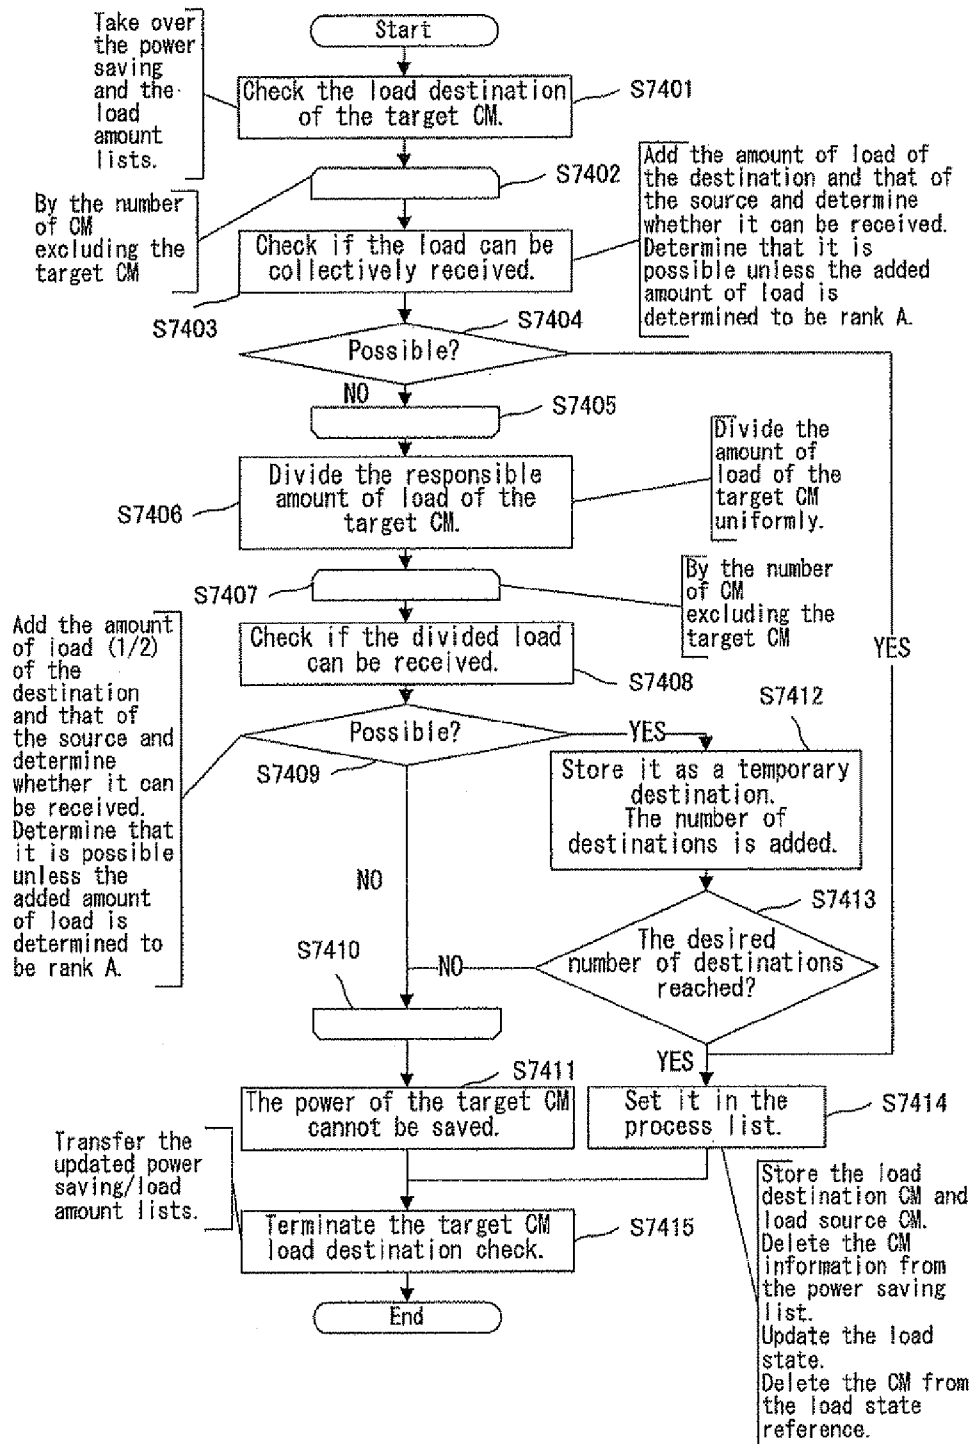 Take over
the power
saving
and the
load
amount
lists.
Start
Check the load destination
of the target CM.
S7401
S7402
By the number
of CM
excluding the
target CM
Add the amount of load of
the destination and that of
the source and determine
whether it can be received.
Determine that it is
possible unless the added
amount of load is
determined to be rank A.
Check if the load can be
collectively received.
S7403
S7404
Possible?
NO
S7405
Divide the responsible
amount of load of the
target CM.
S7406
Divide the
amount of
load of the
target CM
uniformly.
S7407
By the number
of CM
excluding the
target CM
YES
Check if the divided load
can be received.
S7408
Add the amount
of load (1/2)
of the
destination
and that of
the source and
determine
whether it can
be received.
Determine that
it is possible
unless the
added amount
of load is
determined to
be rank A.
Possible?
S7409
YES
S7412
Store it as a temporary
destination.
The number of
destinations is added.
NO
S7413
The desired
number of destinations
reached?
NO
S7410
YES
S7411
The power of the target CM
cannot be saved.
Set it in the
process list.
S7414
Transfer the
updated power
saving/load
amount lists.
Store the load
destination CM and
load source CM.
Delete the CM
information from
the power saving
list.
Update the load
state.
Delete the CM from
the load state
reference.
Terminate the target CM
load destination check.
S7415
End